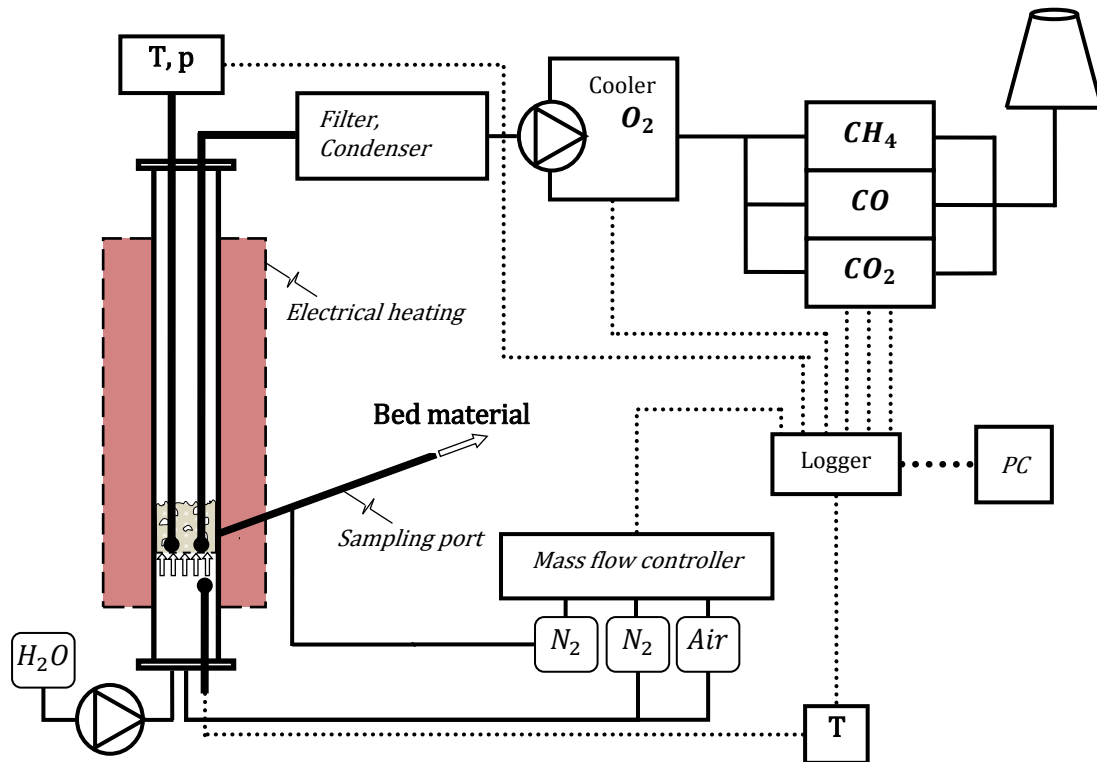 T, p
Cooler
O₂
Filter,
Condenser
CH₄
CO
CO₂
Electrical heating
Bed material
Logger
PC
Sampling port
Mass flow controller
N₂
N₂
Air
H₂O
T